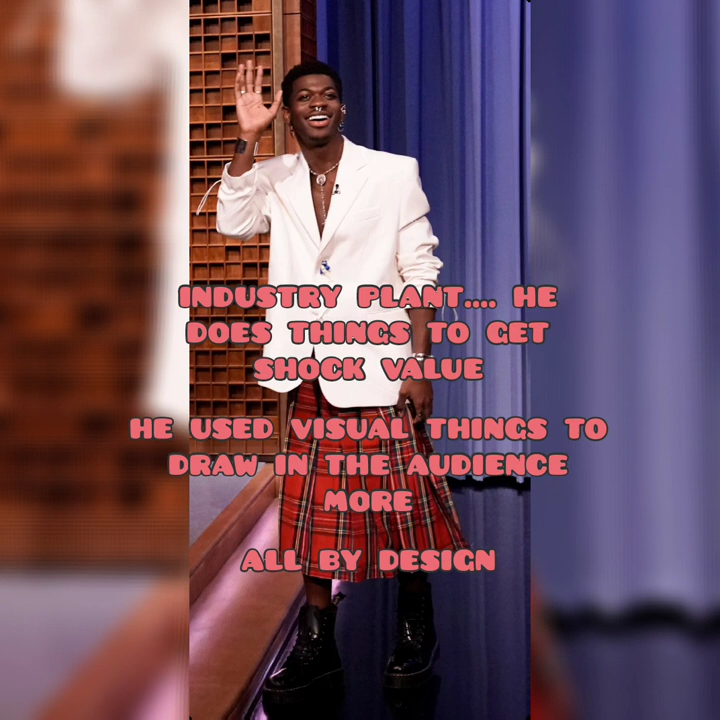 INDUSTRY PLANT.... HE
DOES THINGS TO GET
SHOCK VALUE
HE USED VISUAL THINGS TO
DRAW IN THE AUDIENCE
MORE
ALL BY DESIGN